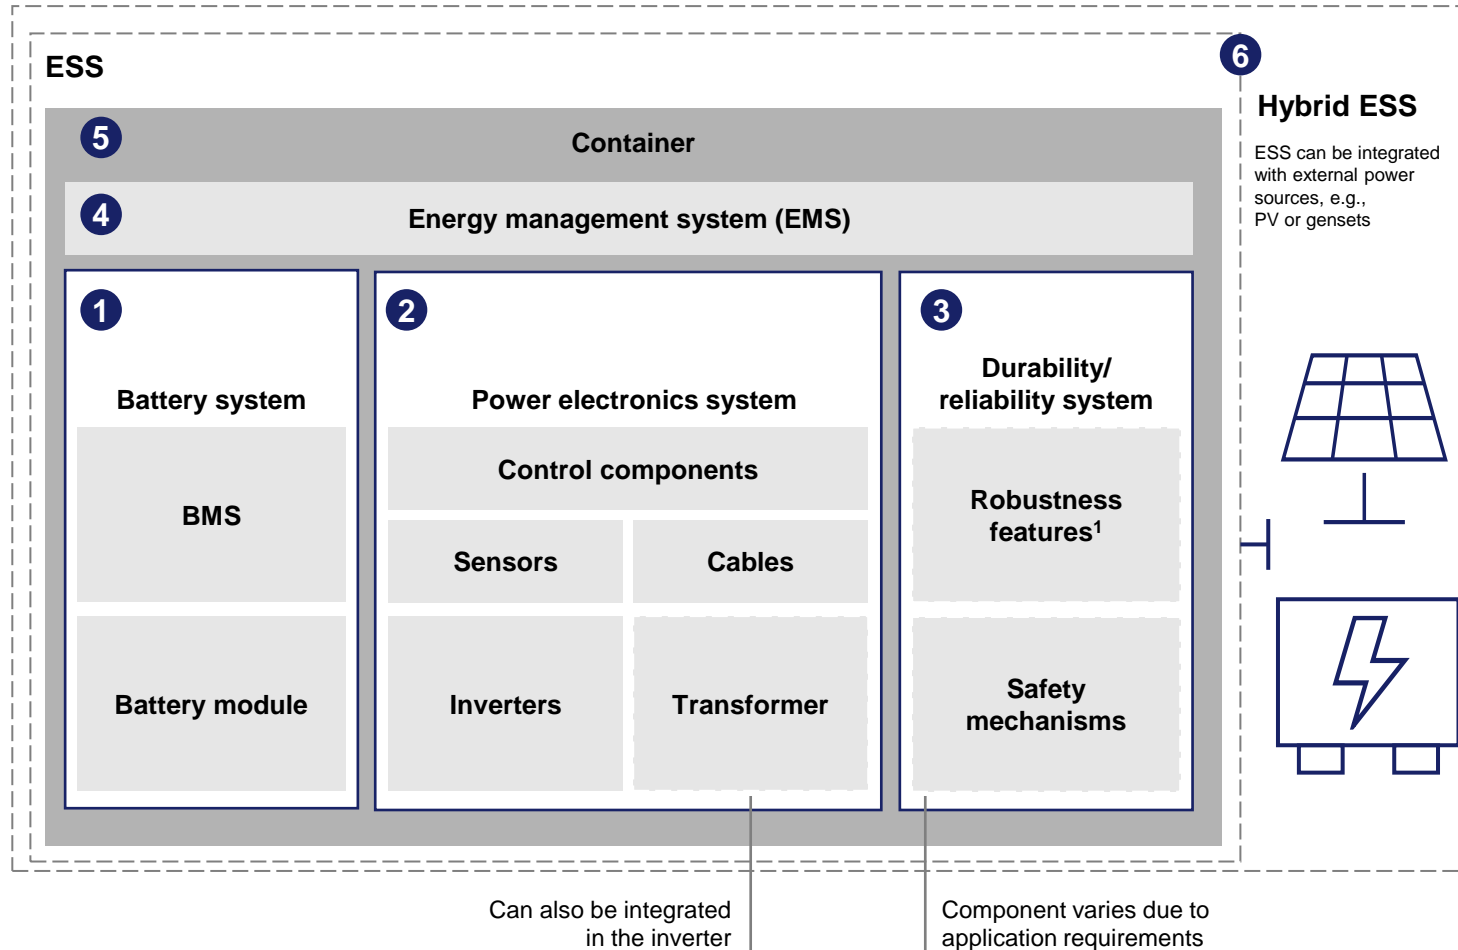 ESS
6
Hybrid ESS
ESS can be integrated
with external power
sources, e.g.,
PV or gensets
5
Container
4
Energy management system (EMS)
1
Battery system
BMS
Battery module
2
Power electronics system
Control components
Sensors
Cables
Inverters
Transformer
3
Durability/
reliability system
Robustness
features¹
Safety
mechanisms
Can also be integrated
in the inverter
Component varies due to
application requirements